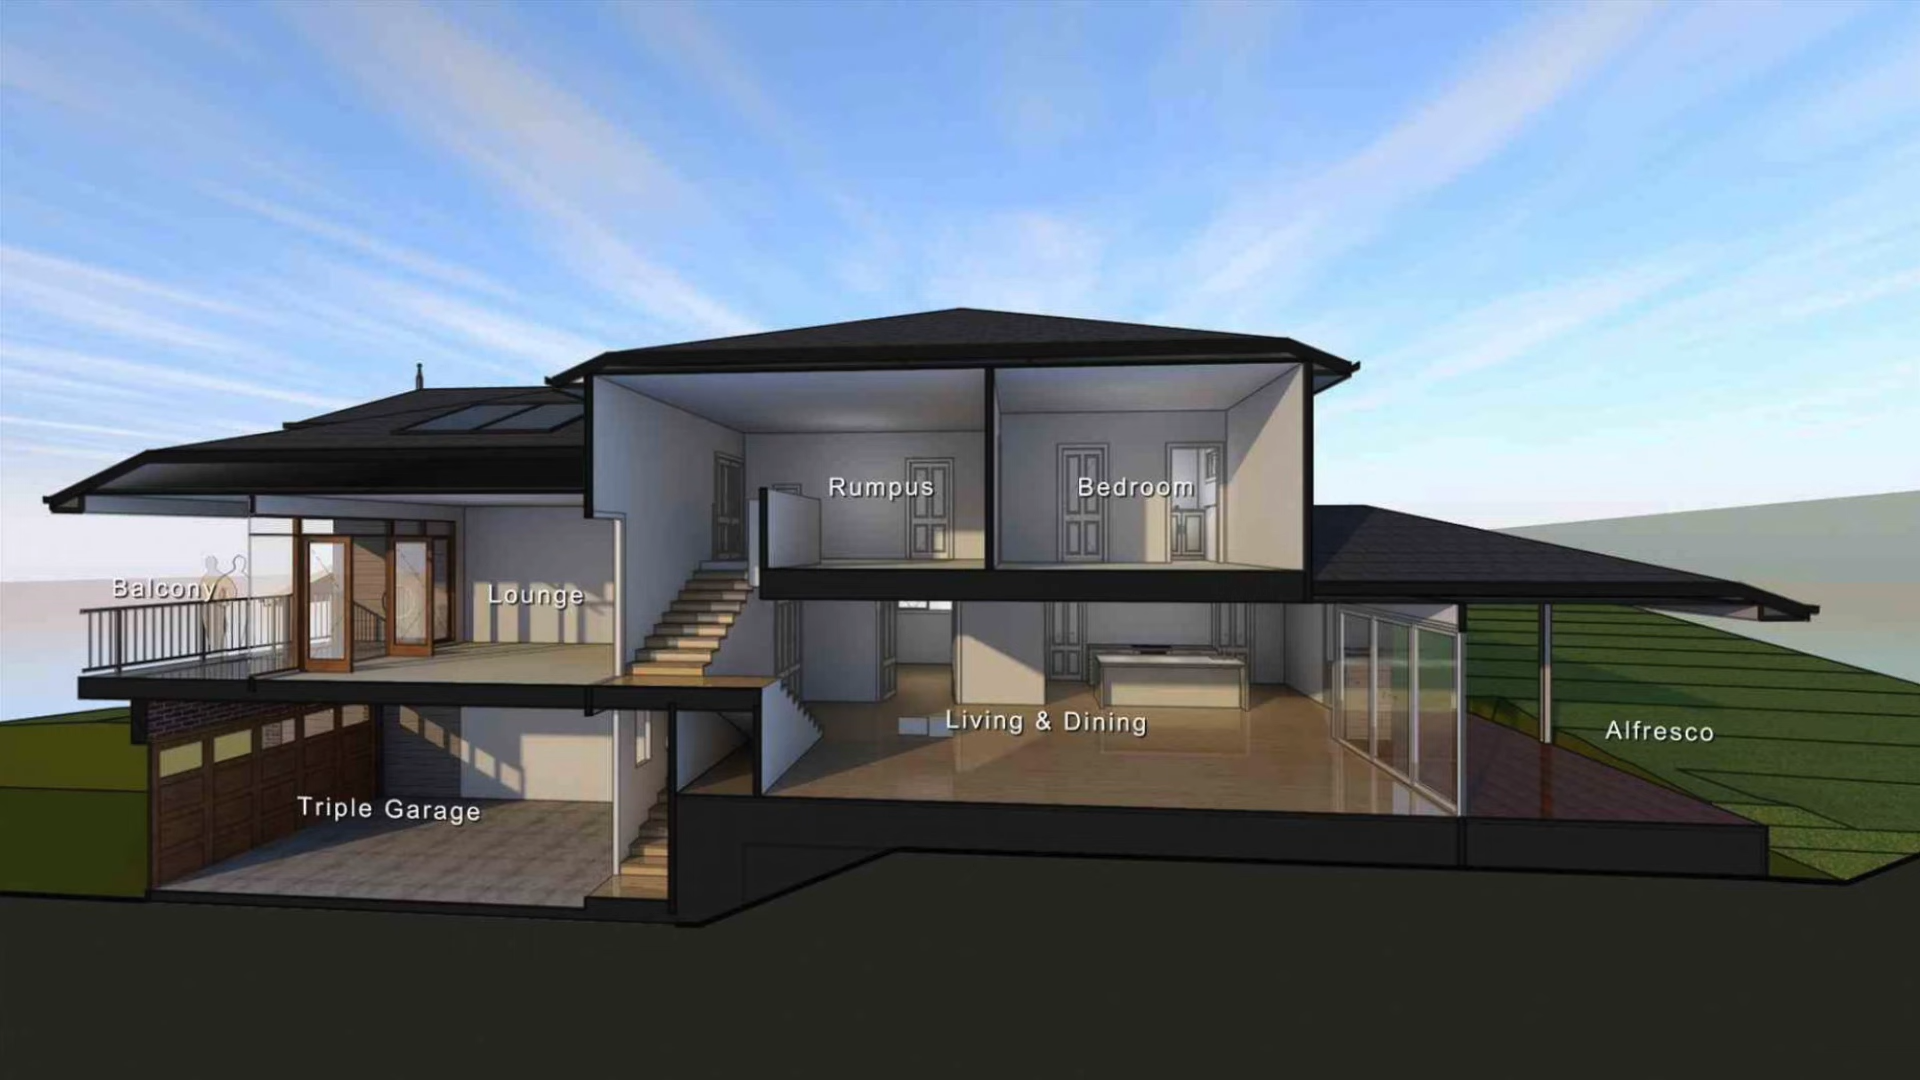 Rumpus
Bedroom
Balcony
Lounge
Living & Dining
Alfresco
Triple Garage